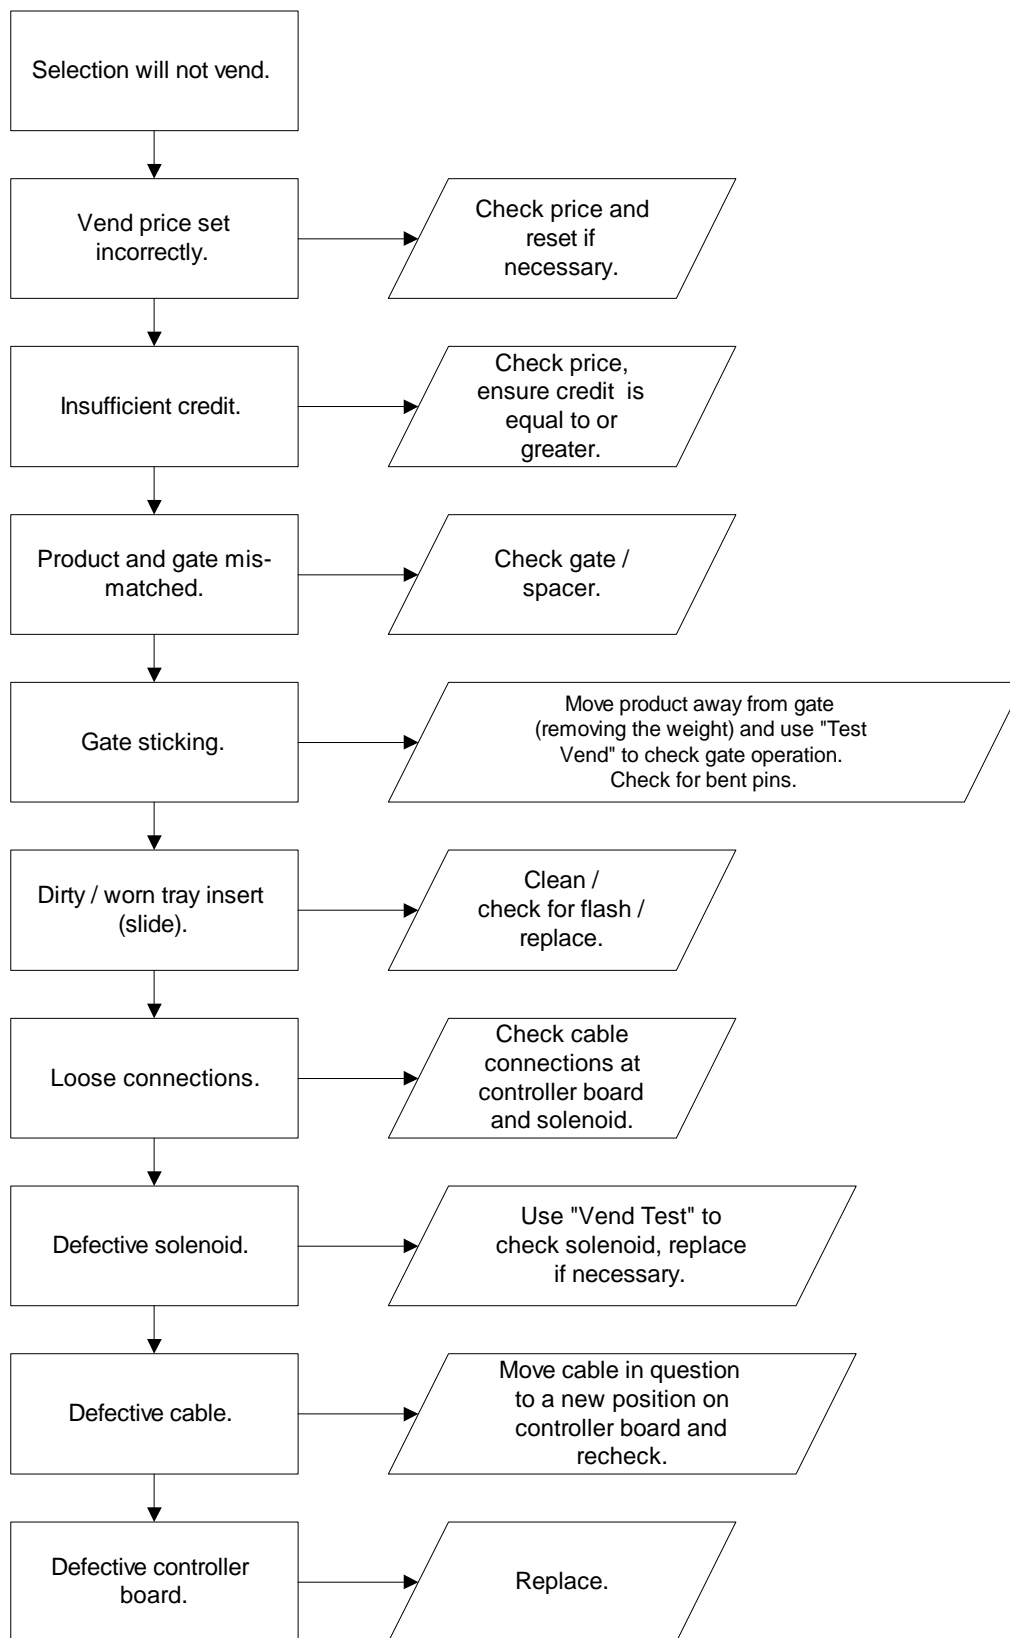 Selection will not vend.
Vend price set
incorrectly.
Check price and
reset if
necessary.
Insufficient credit.
Check price,
ensure credit is
equal to or
greater.
Product and gate mis-
matched.
Check gate /
spacer.
Gate sticking.
Move product away from gate
(removing the weight) and use "Test
Vend" to check gate operation.
Check for bent pins.
Dirty / worn tray insert
(slide).
Clean /
check for flash /
replace.
Loose connections.
Check cable
connections at
controller board
and solenoid.
Defective solenoid.
Use "Vend Test" to
check solenoid, replace
if necessary.
Defective cable.
Move cable in question
to a new position on
controller board and
recheck.
Defective controller
board.
Replace.